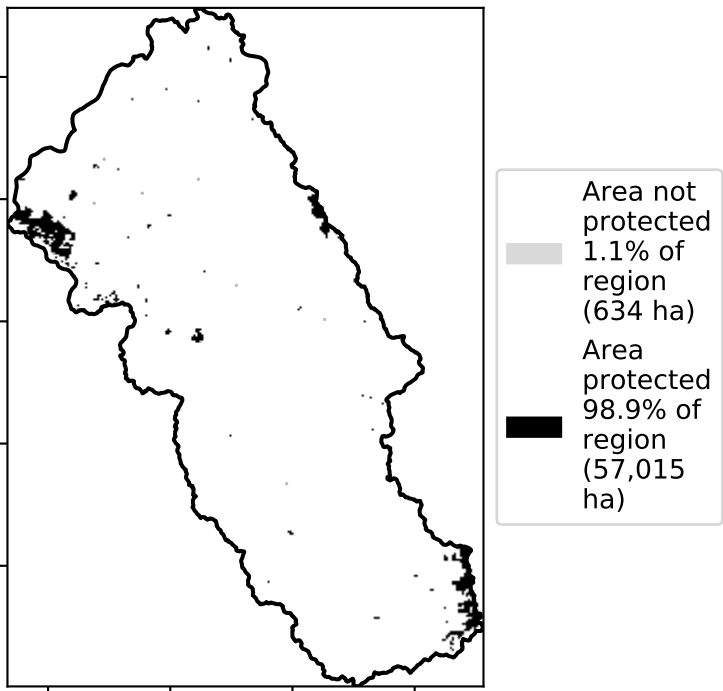 Area not
protected
1.1% of
region
(634 ha)
Area
protected
98.9% of
region
(57,015
ha)